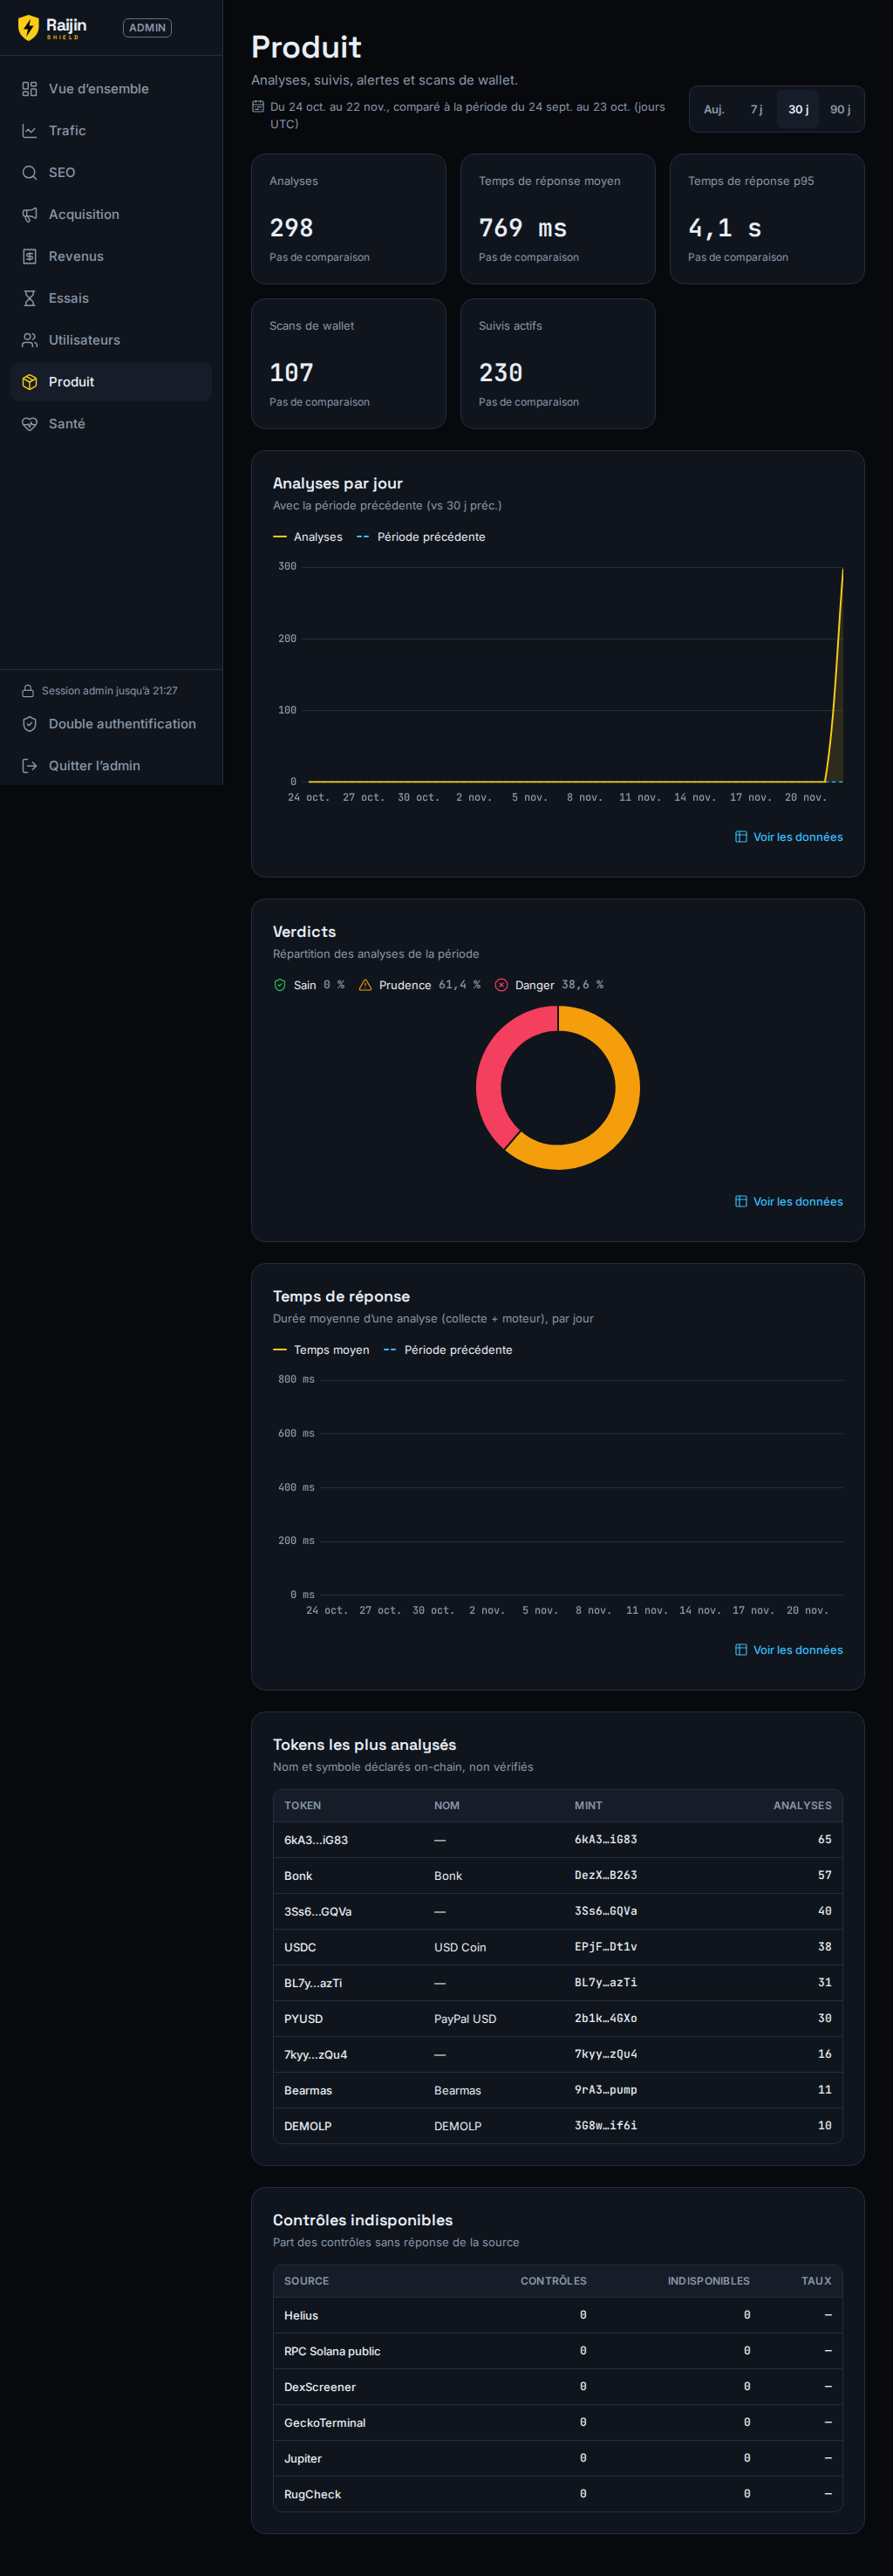 Raijin
SHIELD
ADMIN
Vue d’ensemble
Trafic
SEO
Acquisition
Revenus
Essais
Utilisateurs
Produit
Santé
Session admin jusqu’à 21:27
Double authentification
Quitter l’admin
Produit
Analyses, suivis, alertes et scans de wallet.
Du 24 oct. au 22 nov., comparé à la période du 24 sept. au 23 oct. (jours
UTC)
Auj. 7 j 30 j 90 j
Analyses
298
Pas de comparaison
Temps de réponse moyen
769 ms
Pas de comparaison
Temps de réponse p95
4,1 s
Pas de comparaison
Scans de wallet
107
Pas de comparaison
Suivis actifs
230
Pas de comparaison
Analyses par jour
Avec la période précédente (vs 30 j préc.)
Analyses Période précédente
300
200
100
0
24 oct. 27 oct. 30 oct. 2 nov. 5 nov. 8 nov. 11 nov. 14 nov. 17 nov. 20 nov.
Voir les données
Verdicts
Répartition des analyses de la période
Sain 0 % Prudence 61,4 % Danger 38,6 %
Voir les données
Temps de réponse
Durée moyenne d’une analyse (collecte + moteur), par jour
Temps moyen Période précédente
800 ms
600 ms
400 ms
200 ms
0 ms
24 oct. 27 oct. 30 oct. 2 nov. 5 nov. 8 nov. 11 nov. 14 nov. 17 nov. 20 nov.
Voir les données
Tokens les plus analysés
Nom et symbole déclarés on-chain, non vérifiés
TOKEN NOM MINT ANALYSES
6kA3…iG83 — 6kA3…iG83 65
Bonk Bonk DezX…B263 57
3Ss6…GQVa — 3Ss6…GQVa 40
USDC USD Coin EPjF…Dt1v 38
BL7y…azTi — BL7y…azTi 31
PYUSD PayPal USD 2b1k…4GXo 30
7kyy…zQu4 — 7kyy…zQu4 16
Bearmas Bearmas 9rA3…pump 11
DEMOLP DEMOLP 3G8w…if6i 10
Contrôles indisponibles
Part des contrôles sans réponse de la source
SOURCE CONTRÔLES INDISPONIBLES TAUX
Helius 0 0 —
RPC Solana public 0 0 —
DexScreener 0 0 —
GeckoTerminal 0 0 —
Jupiter 0 0 —
RugCheck 0 0 —